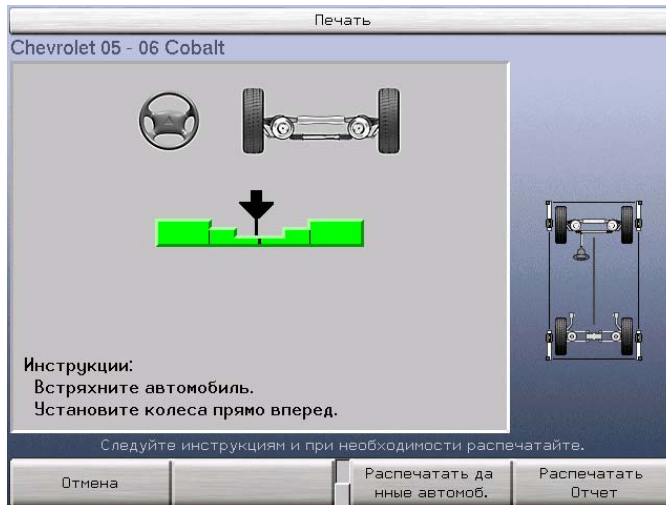 Печать
Chevrolet 05 - 06 Cobalt
Инструкции:
Встряхните автомобиль.
Установите колеса прямо вперед.
Следуйте инструкциям и при необходимости распечатайте.
Отмена
Распечатать да
нные автомоб.
Распечатать
Отчет